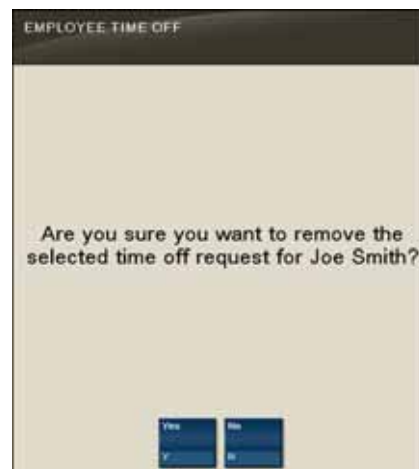 EMPLOYEE TIME OFF
Are you sure you want to remove the
selected time off request for Joe Smith?
Yes No
Y N